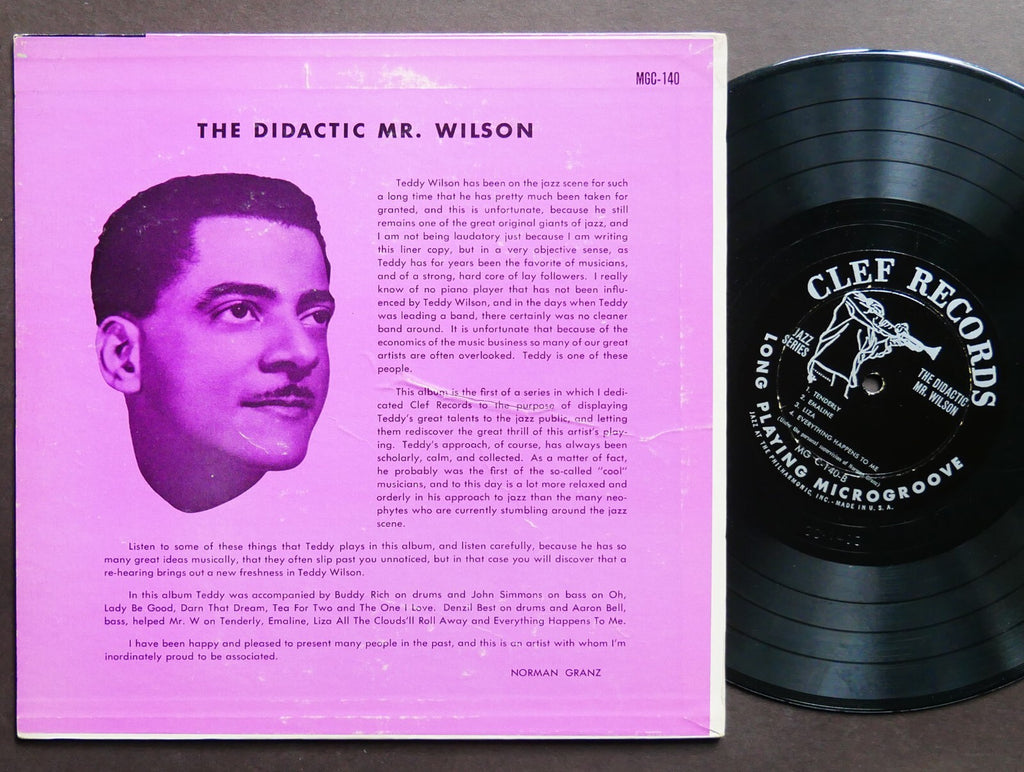 MGC-140
THE DIDACTIC MR. WILSON
Teddy Wilson has been on the jazz scene for such
a long time that he has pretty much been taken for
granted, and this is unfortunate, because he still
remains one of the great original giants of jazz, and
I am not being laudatory just because I am writing
this liner copy, but in a very objective sense, as
Teddy has for years been the favorite of musicians,
and of a strong, hard core of lay followers. I really
know of no piano player that has not been influ-
enced by Teddy Wilson, and in the days when Teddy
was leading a band, there certainly was no cleaner
band around. It is unfortunate that because of the
economics of the music business so many of our great
artists are often overlooked. Teddy is one of these
people.
This album is the first of a series in which I dedi-
cated Clef Records to the purpose of displaying
Teddy's great talents to the jazz public, and letting
them rediscover the great thrill of this artist's play-
ing. Teddy's approach, of course, has always been
scholarly, calm, and collected. As a matter of fact,
he probably was the first of the so-called "cool"
musicians, and to this day is a lot more relaxed and
orderly in his approach to jazz than the many neo-
phytes who are currently stumbling around the jazz
scene.
Listen to some of these things that Teddy plays in this album, and listen carefully, because he has so
many great ideas musically, that they often slip past you unnoticed, but in that case you will discover that a
re-hearing brings out a new freshness in Teddy Wilson.
In this album Teddy was accompanied by Buddy Rich on drums and John Simmons on bass on Oh,
Lady Be Good, Darn That Dream, Tea For Two and The One I Love. Denzil Best on drums and Aaron Bell,
bass, helped Mr. W on Tenderly, Emaline, Liza All The Clouds'll Roll Away and Everything Happens To Me.
I have been happy and pleased to present many people in the past, and this is an artist with whom I'm
inordinately proud to be associated.
NORMAN GRANZ
CLEF RECORDS
JAZZ
SERIES
THE DIDACTIC
MR. WILSON
1. TENDERLY
2. EMALINE
3. LIZA
4. EVERYTHING HAPPENS TO ME
(Under the personal supervision of Norman Granz)
MG C-140-B
LONG PLAYING MICROGROOVE
JAZZ AT THE PHILHARMONIC, INC. - MADE IN U. S. A.